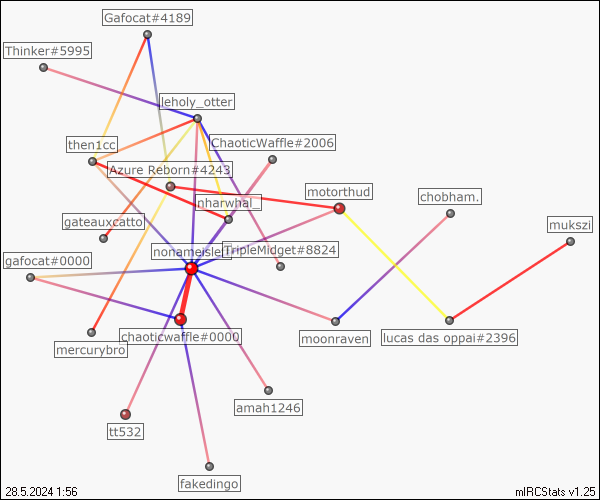 Gafocat#4189
Thinker#5995
leholy_otter
ChaoticWaffle#2006
then1cc
Azure Reborn#4243
motorthud
chobham.
nharwhal_
gateauxcatto
mukszi
nonameisle
TripleMidget#8824
gafocat#0000
chaoticwaffle#0000
moonraven
lucas das oppai#2396
mercurybro
amah1246
tt532
fakedingo
28.5.2024 1:56
mIRCStats v1.25